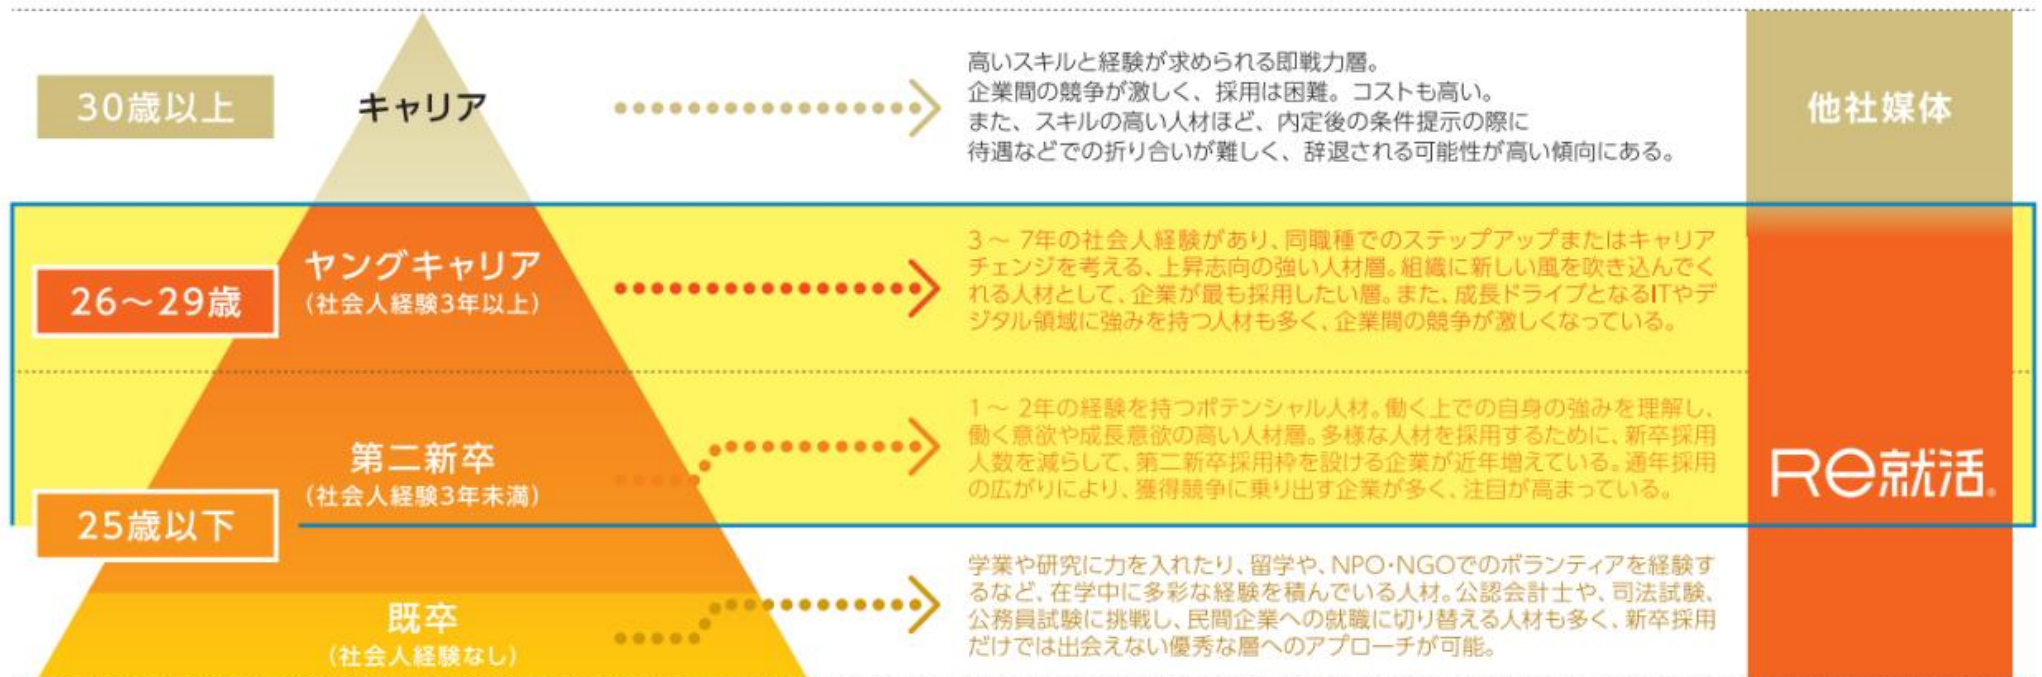 30歳以上
キャリア
高いスキルと経験が求められる即戦力層。
企業間の競争が激しく、採用は困難。コストも高い。
また、スキルの高い人材ほど、内定後の条件提示の際に
待遇などでの折り合いが難しく、辞退される可能性が高い傾向にある。
他社媒体
26～29歳
ヤングキャリア
(社会人経験3年以上)
3～7年の社会人経験があり、同職種でのステップアップまたはキャリア
チェンジを考える、上昇志向の強い人材層。組織に新しい風を吹き込んでく
れる人材として、企業が最も採用したい層。また、成長ドライブとなるITやデ
ジタル領域に強みを持つ人材も多く、企業間の競争が激しくなっている。
第二新卒
(社会人経験3年未満)
25歳以下
1～2年の経験を持つポテンシャル人材。働く上での自身の強みを理解し、
働く意欲や成長意欲の高い人材層。多様な人材を採用するために、新卒採用
人数を減らして、第二新卒採用枠を設ける企業が近年増えている。通年採用
の広がりにより、獲得競争に乗り出す企業が多く、注目が高まっている。
Re就活®
既卒
(社会人経験なし)
学業や研究に力を入れたり、留学や、NPO・NGOでのボランティアを経験す
るなど、在学中に多彩な経験を積んでいる人材。公認会計士や、司法試験、
公務員試験に挑戦し、民間企業への就職に切り替える人材も多く、新卒採用
だけでは出会えない優秀な層へのアプローチが可能。